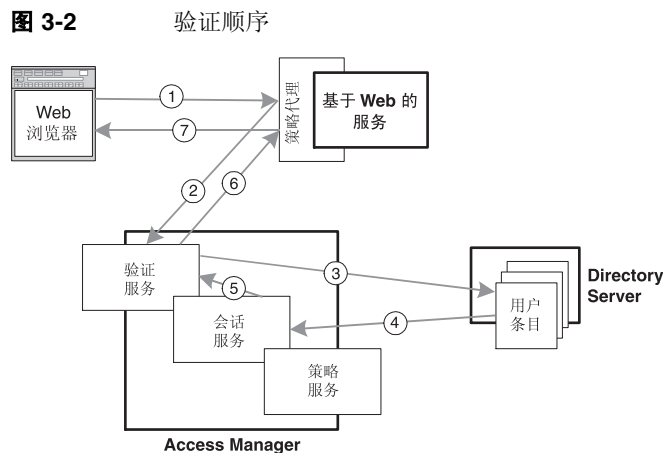 图 3-2 验证顺序
Web
浏览器
1
7
策略代理
基于 Web 的
服务
2
6
验证
服务
3
5
会话
服务
4
用户
条目
Directory
Server
策略
服务
Access Manager